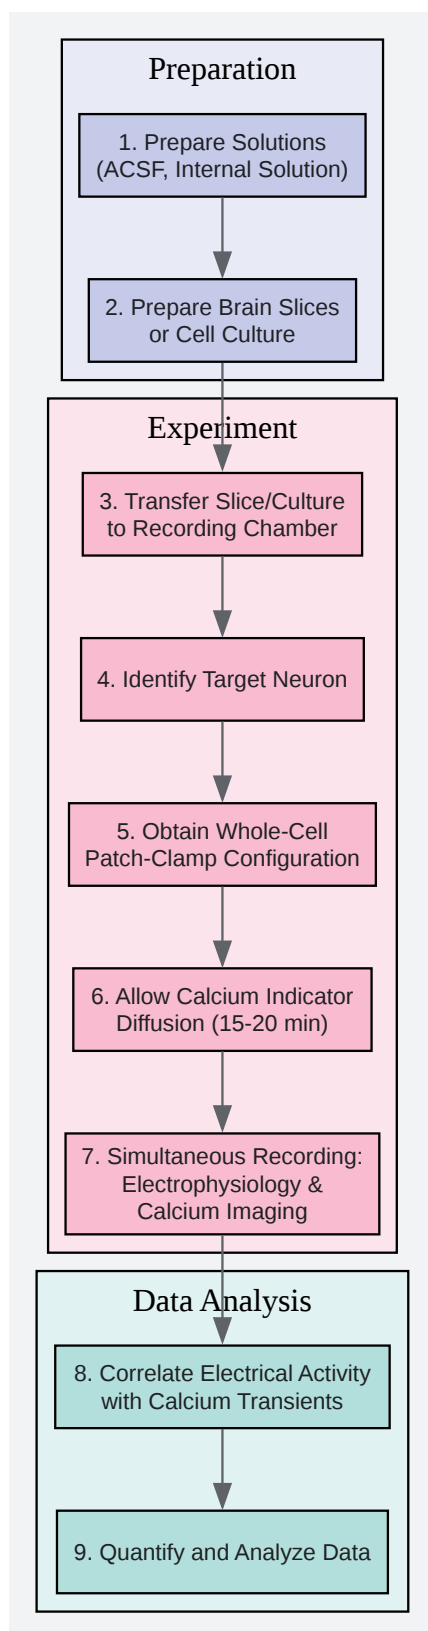 Preparation
1. Prepare Solutions
(ACSF, Internal Solution)
2. Prepare Brain Slices
or Cell Culture
Experiment
3. Transfer Slice/Culture
to Recording Chamber
4. Identify Target Neuron
5. Obtain Whole-Cell
Patch-Clamp Configuration
6. Allow Calcium Indicator
Diffusion (15-20 min)
7. Simultaneous Recording:
Electrophysiology &
Calcium Imaging
Data Analysis
8. Correlate Electrical Activity
with Calcium Transients
9. Quantify and Analyze Data